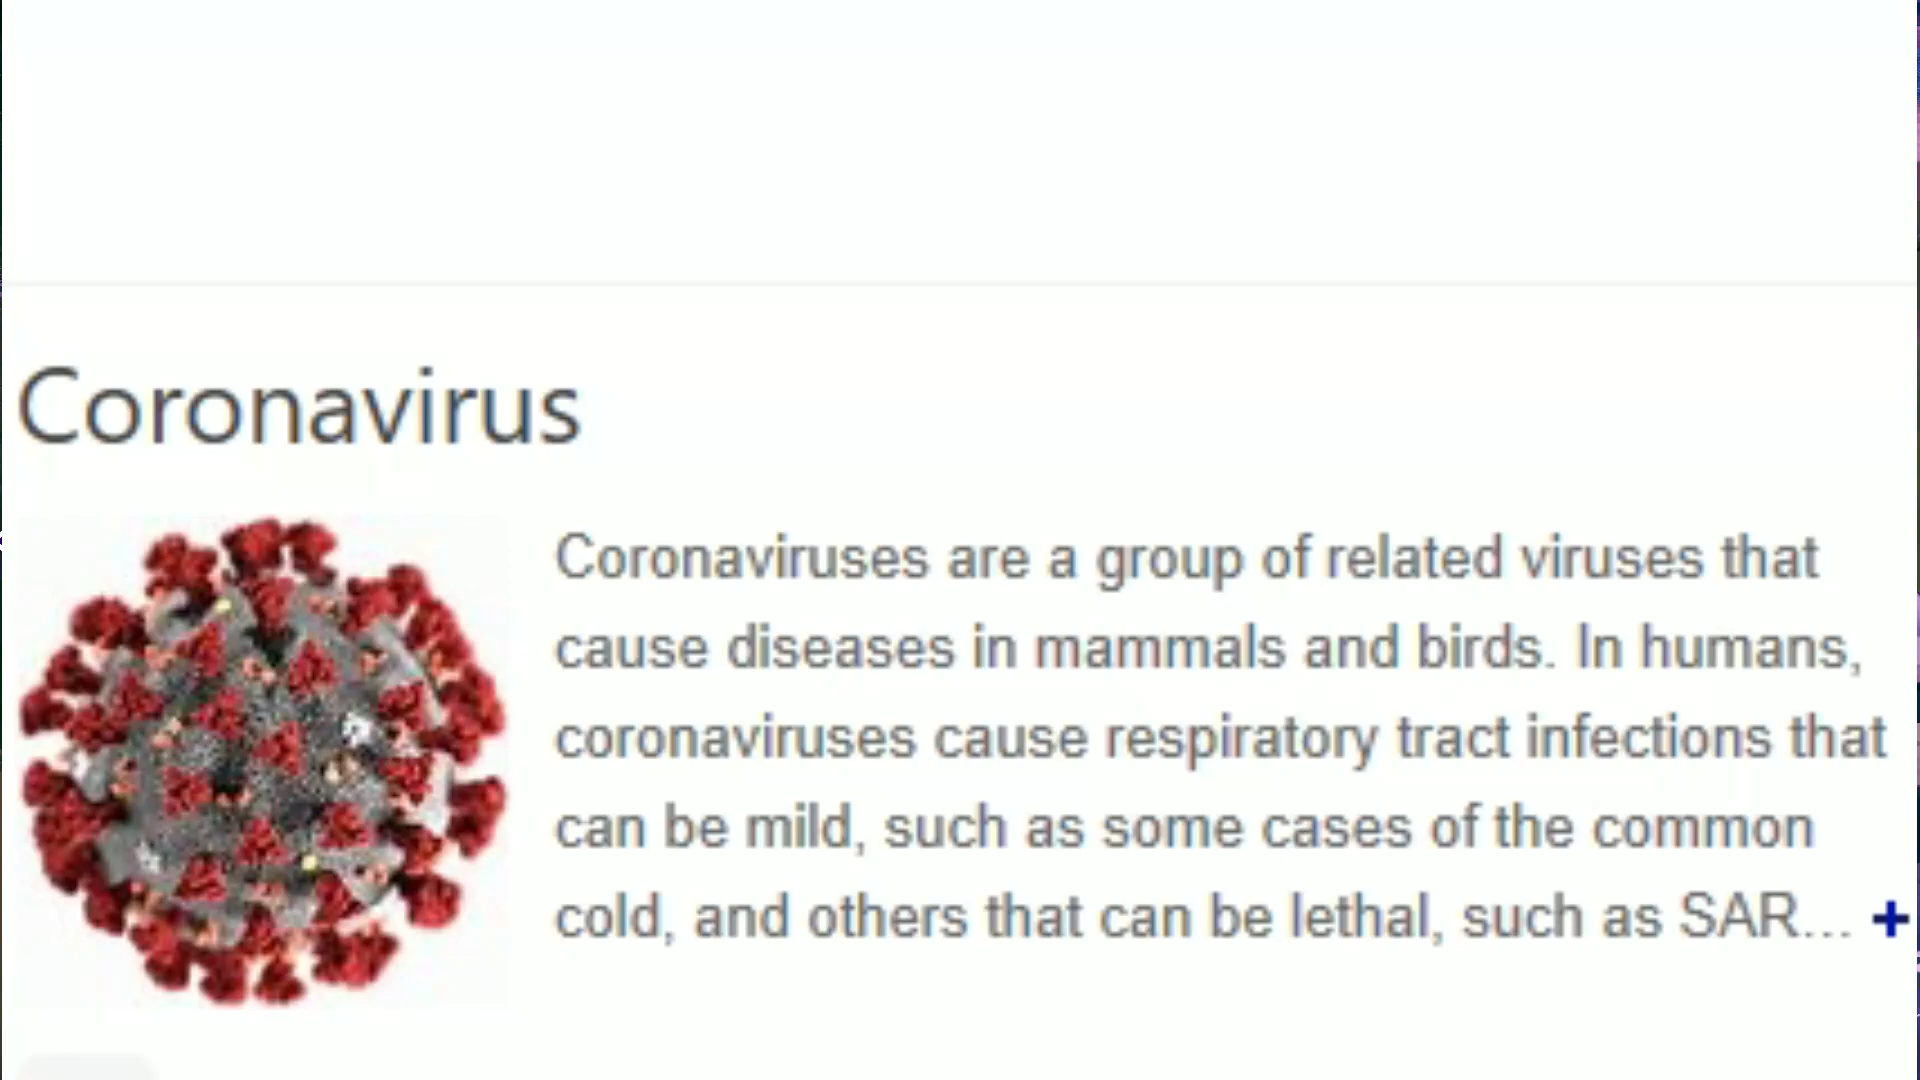 Coronavirus
Coronaviruses are a group of related viruses that
cause diseases in mammals and birds. In humans,
coronaviruses cause respiratory tract infections that
can be mild, such as some cases of the common
cold, and others that can be lethal, such as SAR... +